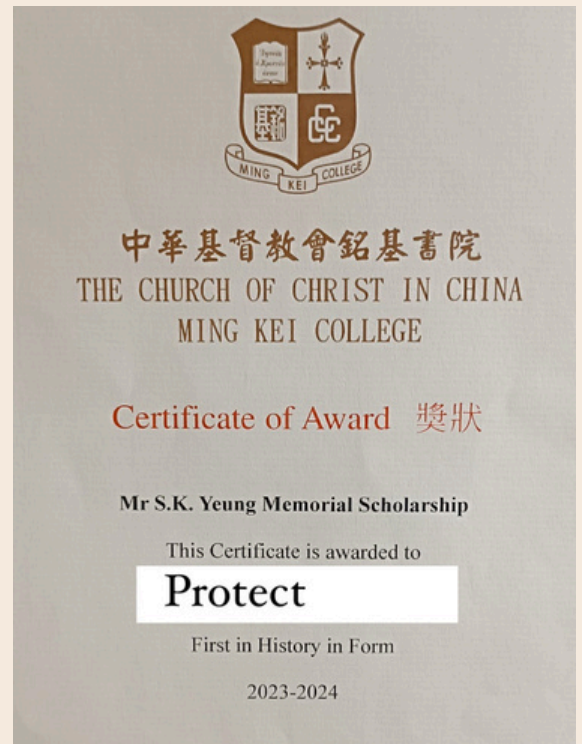 MING KEI COLLEGE
中華基督教會銘基書院
THE CHURCH OF CHRIST IN CHINA
MING KEI COLLEGE
Certificate of Award 獎狀
Mr S.K. Yeung Memorial Scholarship
This Certificate is awarded to
Protect
First in History in Form
2023-2024